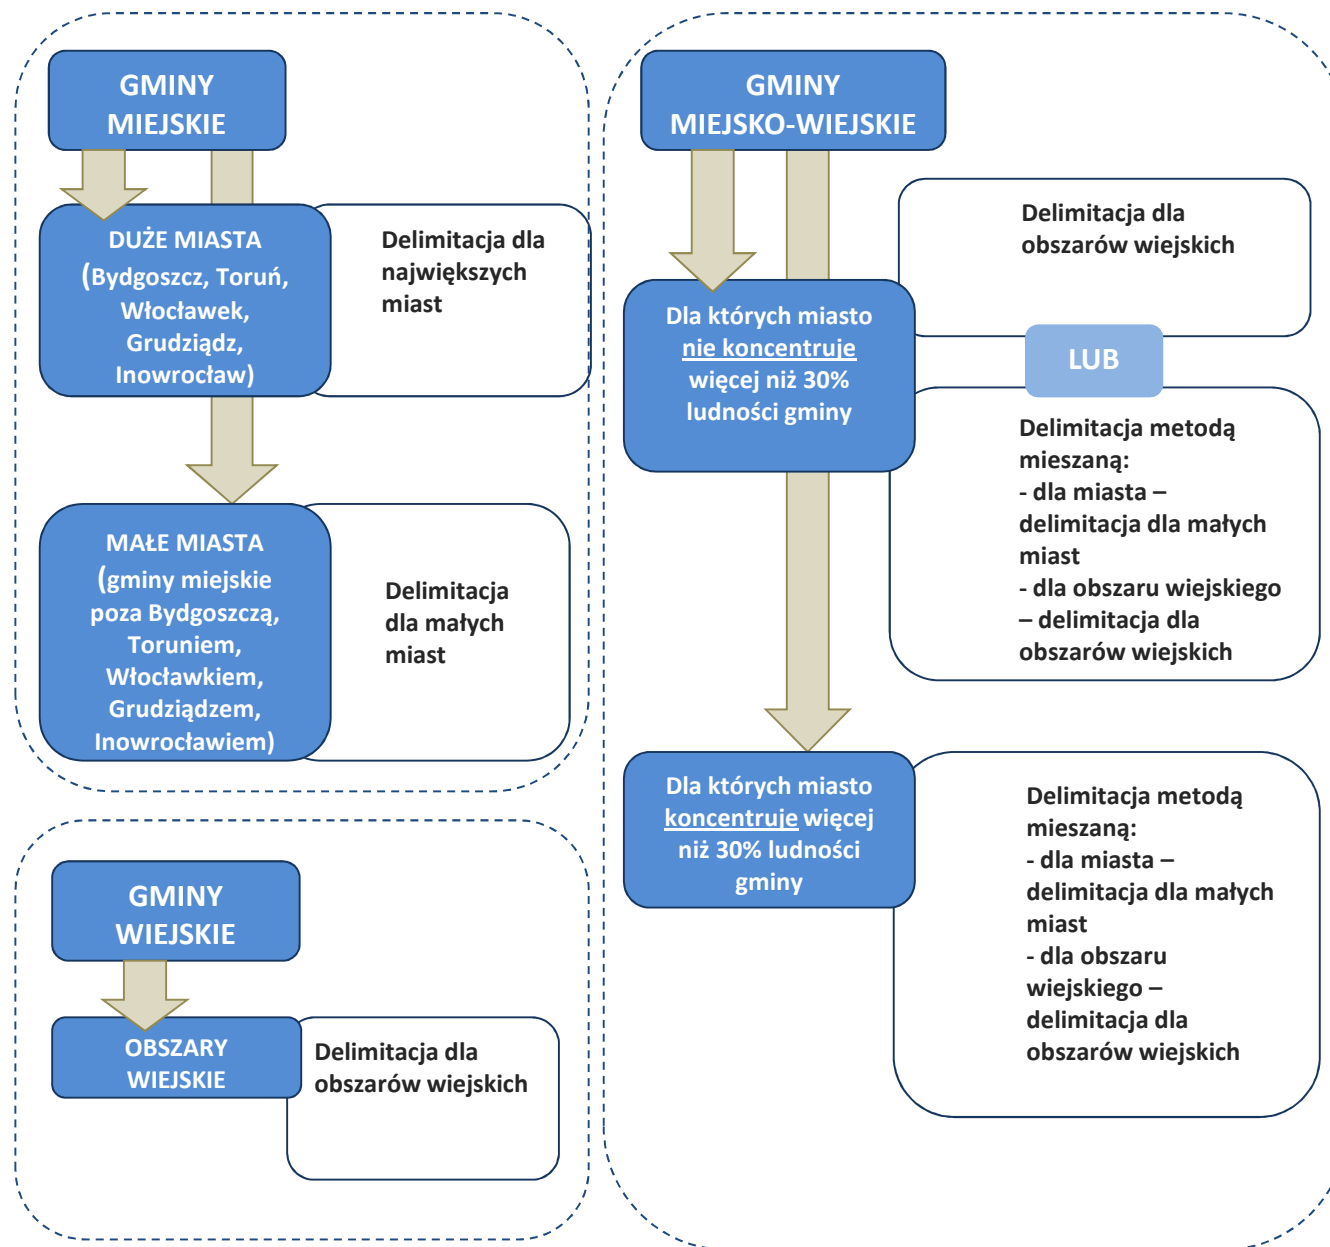 GMINY
MIEJSKIE
DUŻE MIASTA
(Bydgoszcz, Toruń,
Włocławek,
Grudziądz,
Inowrocław)
Delimitacja dla
największych
miast
MAŁE MIASTA
(gminy miejskie
poza Bydgoszczą,
Toruniem,
Włocławkiem,
Grudziądzem,
Inowrocławiem)
Delimitacja
dla małych
miast
GMINY
WIEJSKIE
OBSZARY
WIEJSKIE
Delimitacja dla
obszarów wiejskich
GMINY
MIEJSKO-WIEJSKIE
Dla których miasto
nie koncentruje
więcej niż 30%
ludności gminy
Delimitacja dla
obszarów wiejskich
LUB
Delimitacja metodą
mieszaną:
- dla miasta –
delimitacja dla małych
miast
- dla obszaru wiejskiego
– delimitacja dla
obszarów wiejskich
Dla których miasto
koncentruje więcej
niż 30% ludności
gminy
Delimitacja metodą
mieszaną:
- dla miasta –
delimitacja dla małych
miast
- dla obszaru
wiejskiego –
delimitacja dla
obszarów wiejskich